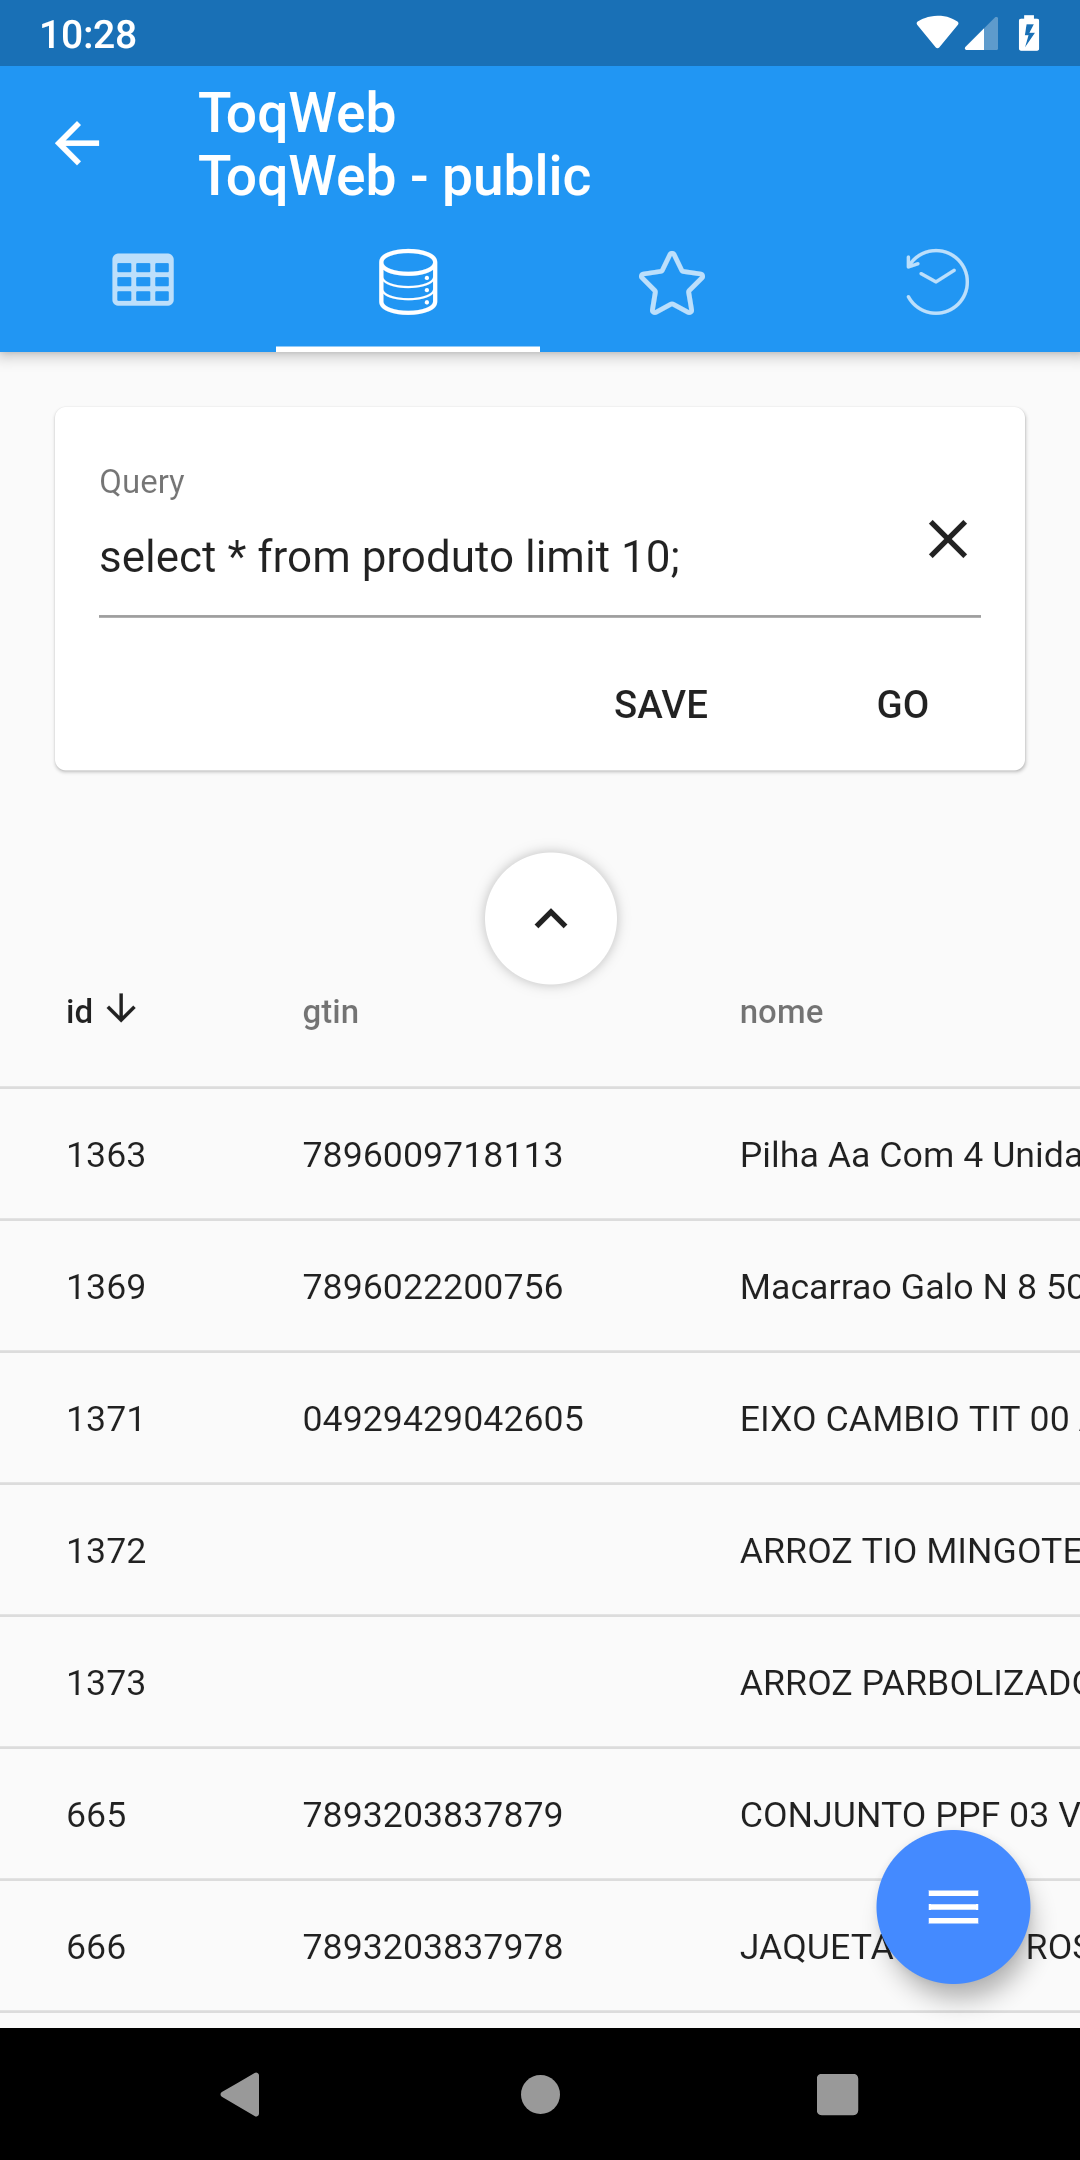 10:28
ToqWeb
ToqWeb - public
Query
select * from produto limit 10;
SAVE GO
id gtin nome
1363 7896009718113 Pilha Aa Com 4 Unida
1369 7896022200756 Macarrao Galo N 8 50
1371 04929429042605 EIXO CAMBIO TIT 00
1372 ARROZ TIO MINGOTE
1373 ARROZ PARBOLIZADO
665 7893203837879 CONJUNTO PPF 03 V
666 7893203837978 JAQUETA ROS